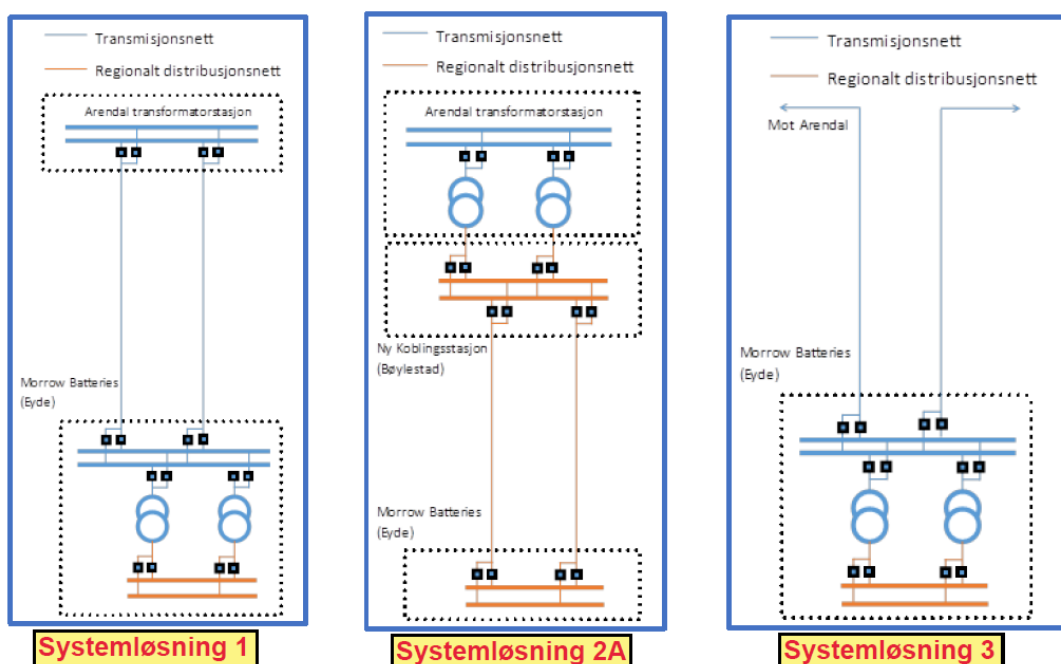 Transmisjonsnett
Regionalt distribusjonsnett
Arendal transformatorstasjon
Morrow Batteries
(Eyde)
Systemløsning 1
Transmisjonsnett
Regionalt distribusjonsnett
Arendal transformatorstasjon
Ny Koblingsstasjon
(Bøylestad)
Morrow Batteries
(Eyde)
Systemløsning 2A
Transmisjonsnett
Regionalt distribusjonsnett
Mot Arendal
Morrow Batteries
(Eyde)
Systemløsning 3